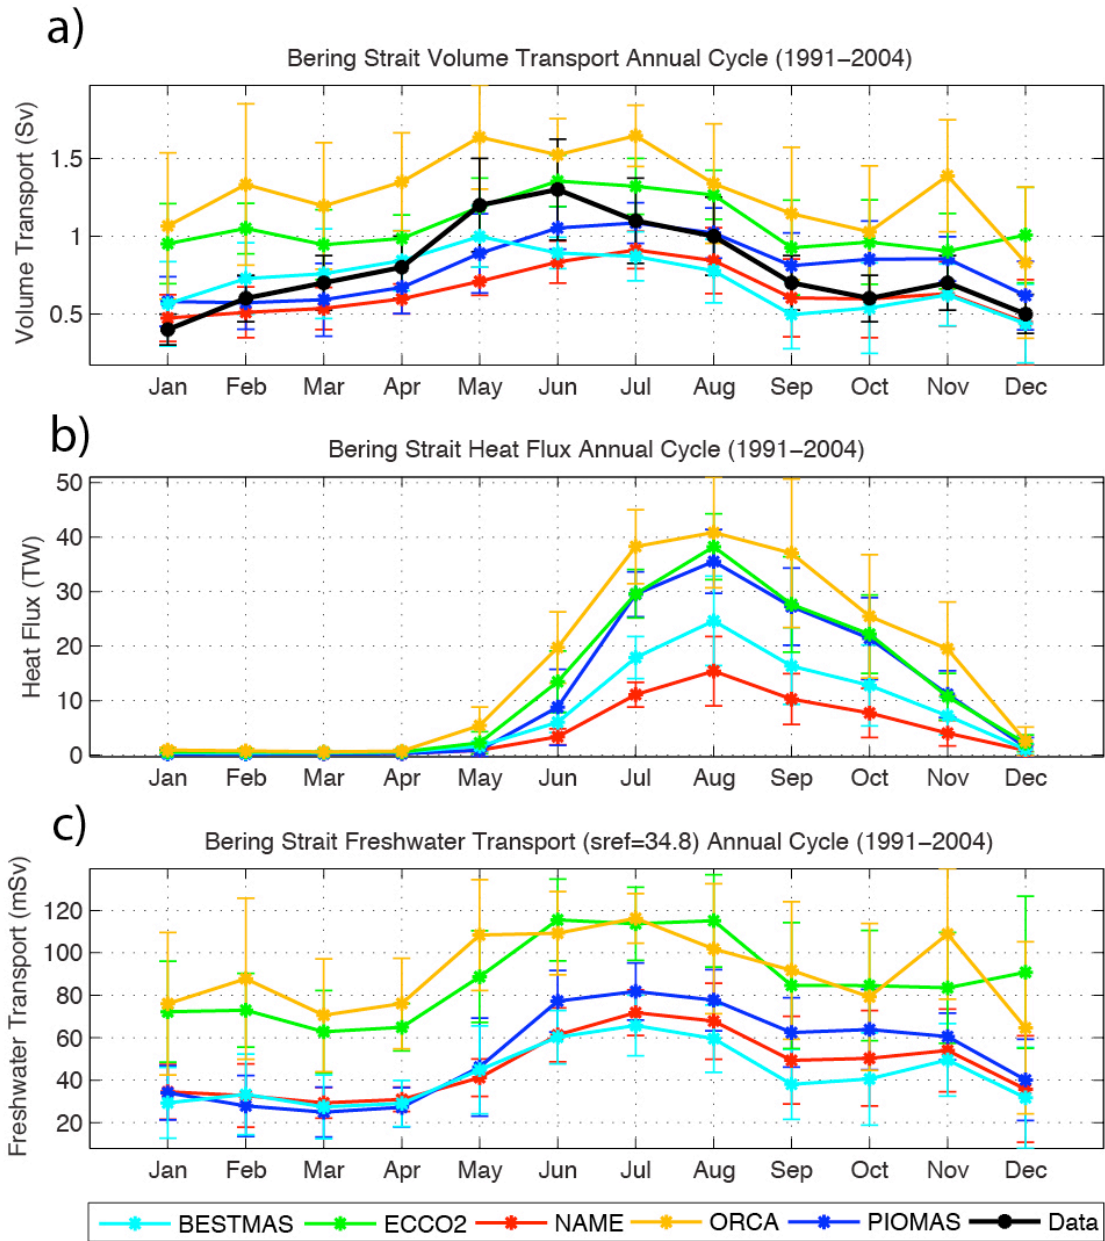 a)
Bering Strait Volume Transport Annual Cycle (1991–2004)
Volume Transport (Sv)
1.5
1
0.5
Jan Feb Mar Apr May Jun Jul Aug Sep Oct Nov Dec
b)
Bering Strait Heat Flux Annual Cycle (1991–2004)
Heat Flux (TW)
50
40
30
20
10
0
Jan Feb Mar Apr May Jun Jul Aug Sep Oct Nov Dec
c)
Bering Strait Freshwater Transport (sref=34.8) Annual Cycle (1991–2004)
Freshwater Transport (mSv)
120
100
80
60
40
20
Jan Feb Mar Apr May Jun Jul Aug Sep Oct Nov Dec
BESTMAS ECCO2 NAME ORCA PIOMAS Data